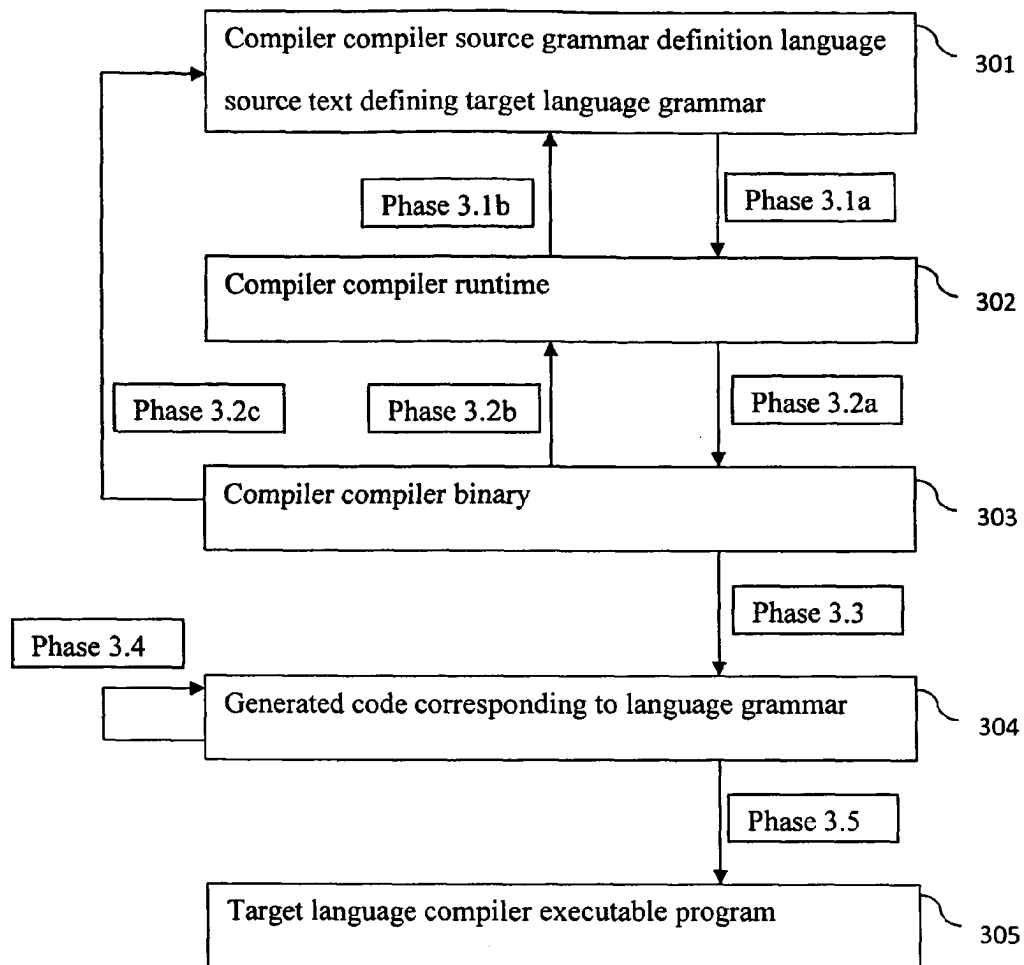 Compiler compiler source grammar definition language
source text defining target language grammar
301
Phase 3.1b
Phase 3.1a
Compiler compiler runtime
302
Phase 3.2c
Phase 3.2b
Phase 3.2a
Compiler compiler binary
303
Phase 3.3
Phase 3.4
Generated code corresponding to language grammar
304
Phase 3.5
Target language compiler executable program
305